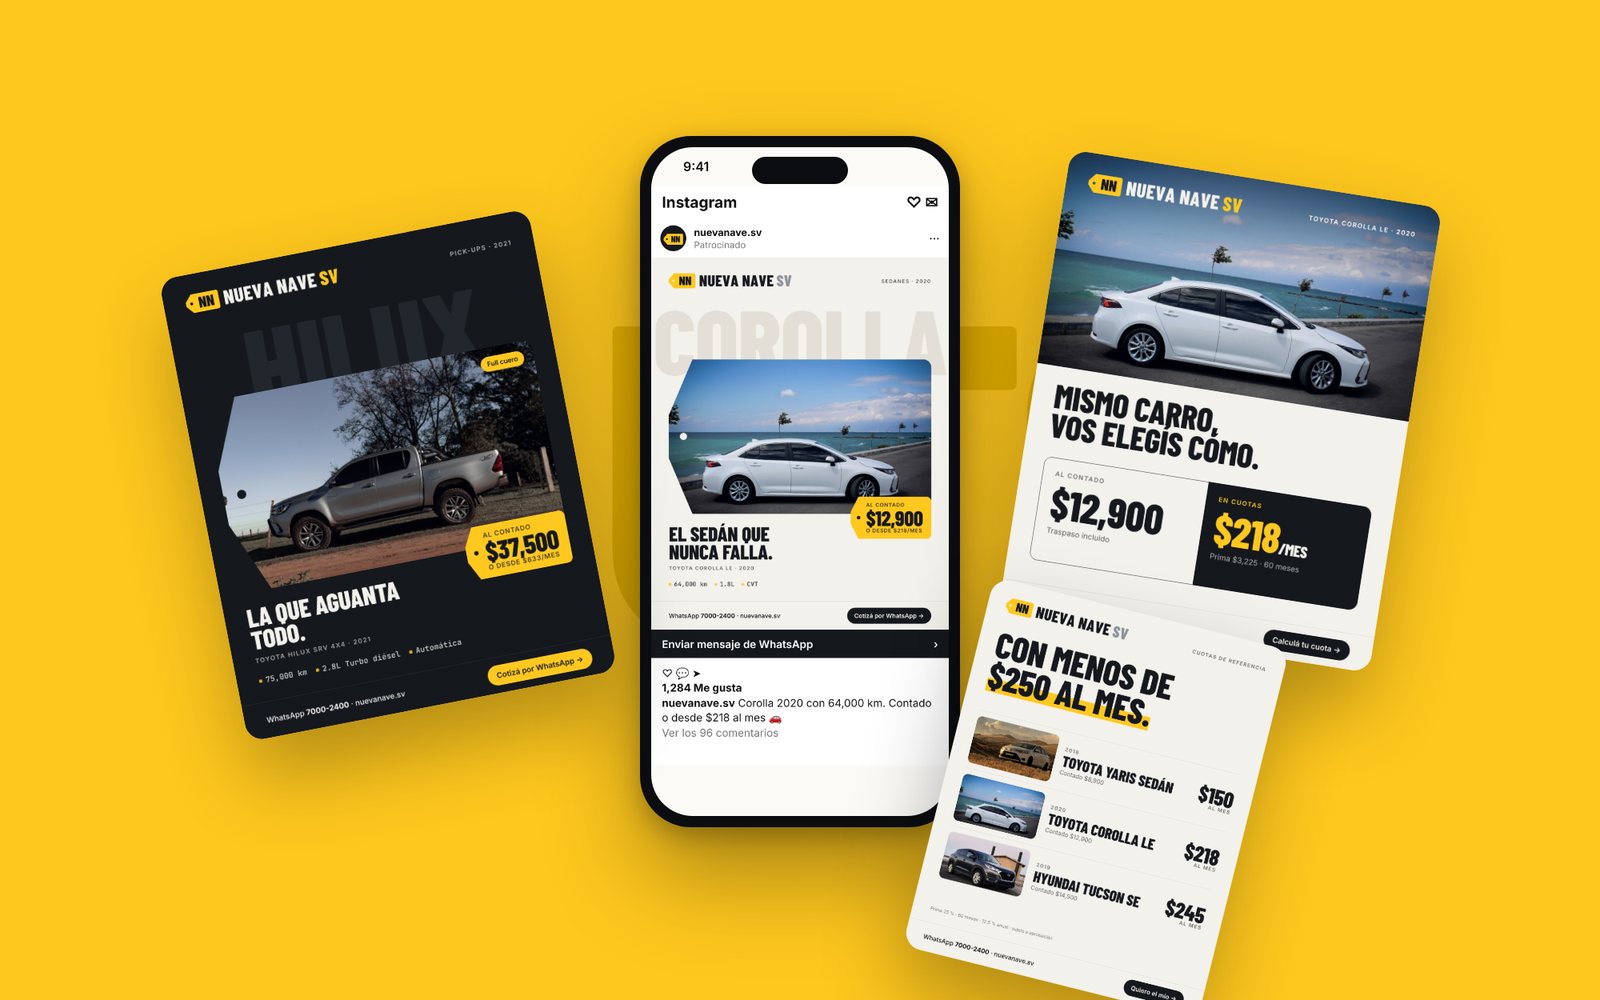 NN NUEVA NAVE SV
PICK-UPS · 2021
HILUX
Full cuero
AL CONTADO
$37,500
O DESDE $633/MES
LA QUE AGUANTA
TODO.
TOYOTA HILUX SRV 4X4 · 2021
75,000 km 2.8L Turbo diésel Automática
WhatsApp 7000-2400 · nuevanave.sv
Cotizá por WhatsApp →
9:41
Instagram
NN
nuevanave.sv
Patrocinado
NN NUEVA NAVE SV
SEDANES · 2020
COROLLA
AL CONTADO
$12,900
O DESDE $218/MES
EL SEDÁN QUE
NUNCA FALLA.
TOYOTA COROLLA LE · 2020
64,000 km 1.8L CVT
WhatsApp 7000-2400 · nuevanave.sv
Cotizá por WhatsApp →
Enviar mensaje de WhatsApp ›
1,284 Me gusta
nuevanave.sv Corolla 2020 con 64,000 km. Contado
o desde $218 al mes 🚗
Ver los 96 comentarios
NN NUEVA NAVE SV
TOYOTA COROLLA LE · 2020
MISMO CARRO,
VOS ELEGÍS CÓMO.
AL CONTADO
$12,900
Traspaso incluido
EN CUOTAS
$218/MES
Prima $3,225 · 60 meses
Calculá tu cuota →
NN NUEVA NAVE SV
CUOTAS DE REFERENCIA
CON MENOS DE
$250 AL MES.
2018
TOYOTA YARIS SEDÁN
Contado $8,900
$150
AL MES
2020
TOYOTA COROLLA LE
Contado $12,900
$218
AL MES
2019
HYUNDAI TUCSON SE
Contado $14,500
$245
AL MES
Prima 25 % · 60 meses · 12.5 % anual · sujeto a aprobación
WhatsApp 7000-2400 · nuevanave.sv
Quiero el mío →